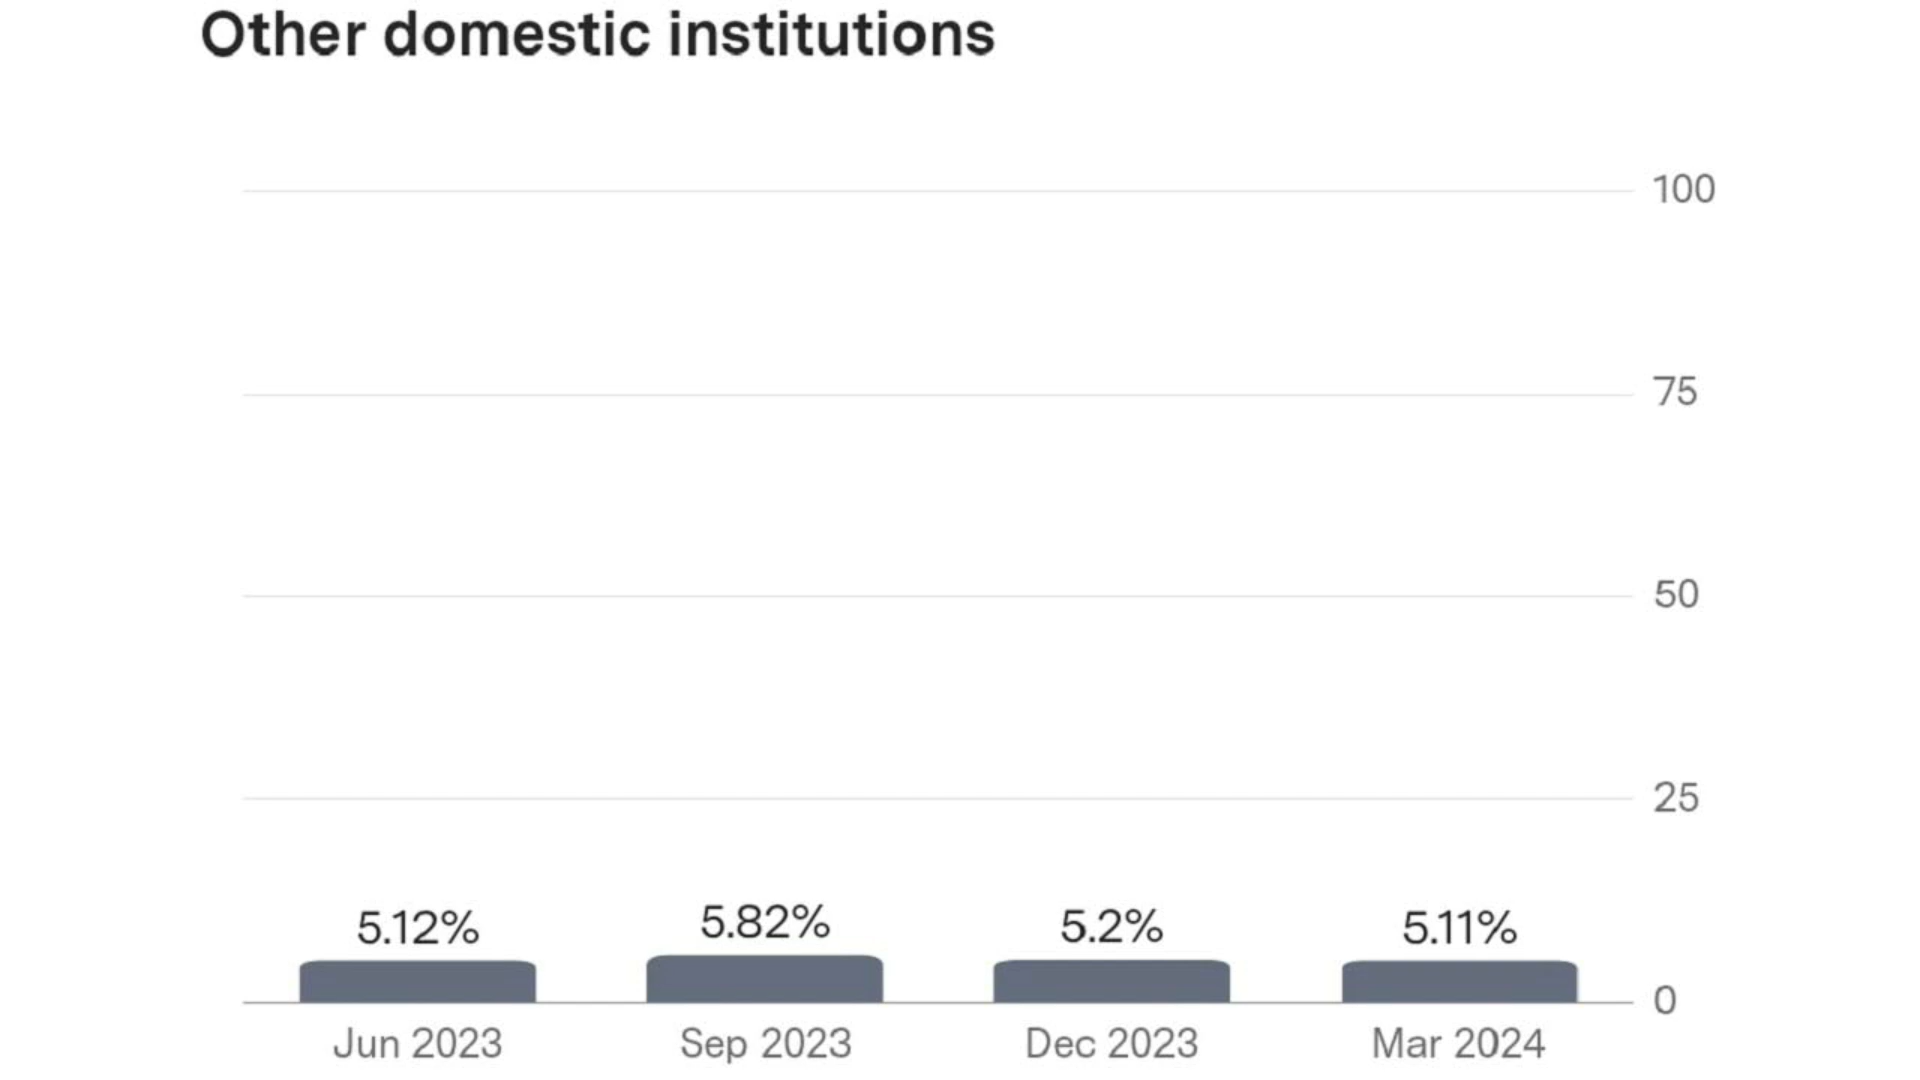 Other domestic institutions
100
75
50
25
5.12% 5.82% 5.2% 5.11%
0
Jun 2023 Sep 2023 Dec 2023 Mar 2024